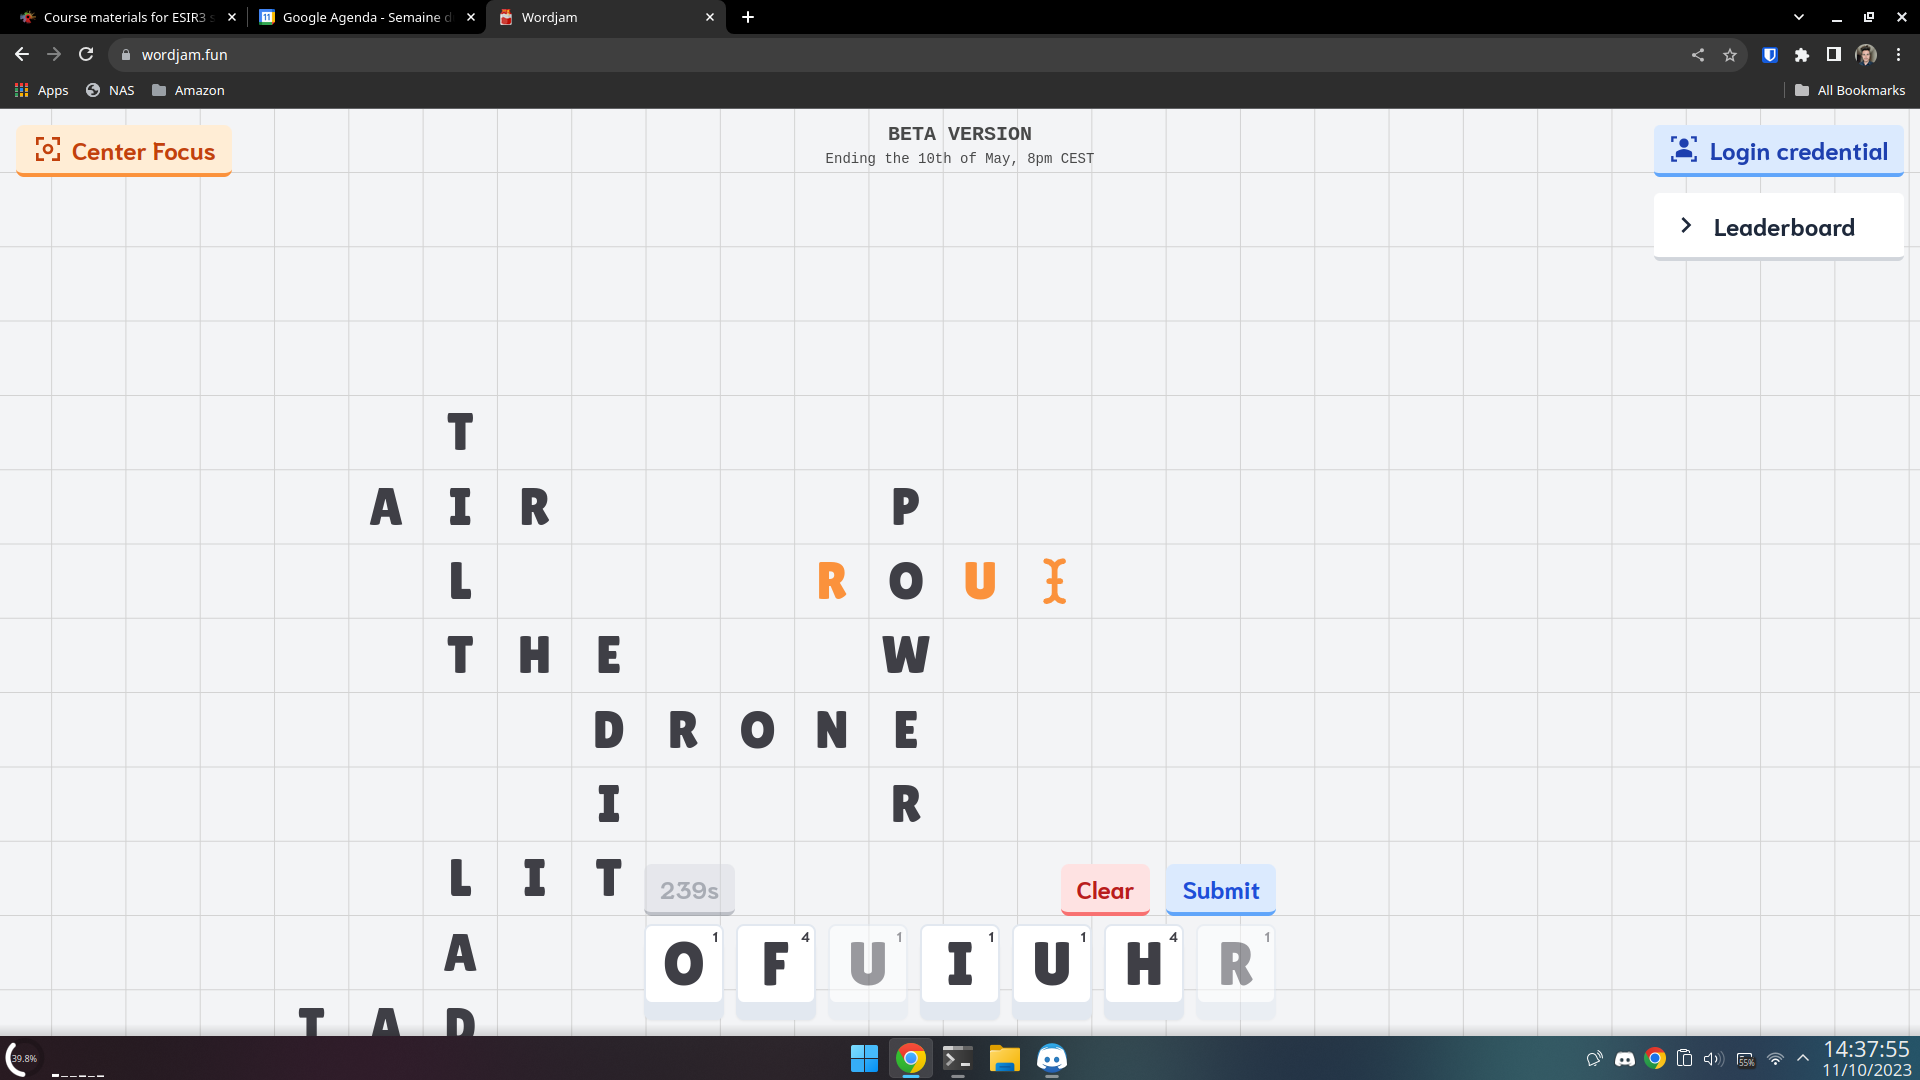 Course materials for ESIR3 s
Google Agenda - Semaine d
Wordjam
wordjam.fun
Apps
NAS
Amazon
All Bookmarks
Center Focus
BETA VERSION
Ending the 10th of May, 8pm CEST
Login credential
Leaderboard
T
A I R P
L R O U
T H E W
D R O N E
I R
L I T
239s
Clear
Submit
A
O 1 F 4 U 1 I 1 U 1 H 4 R 1
I A D
39.8%
55%
14:37:55
11/10/2023